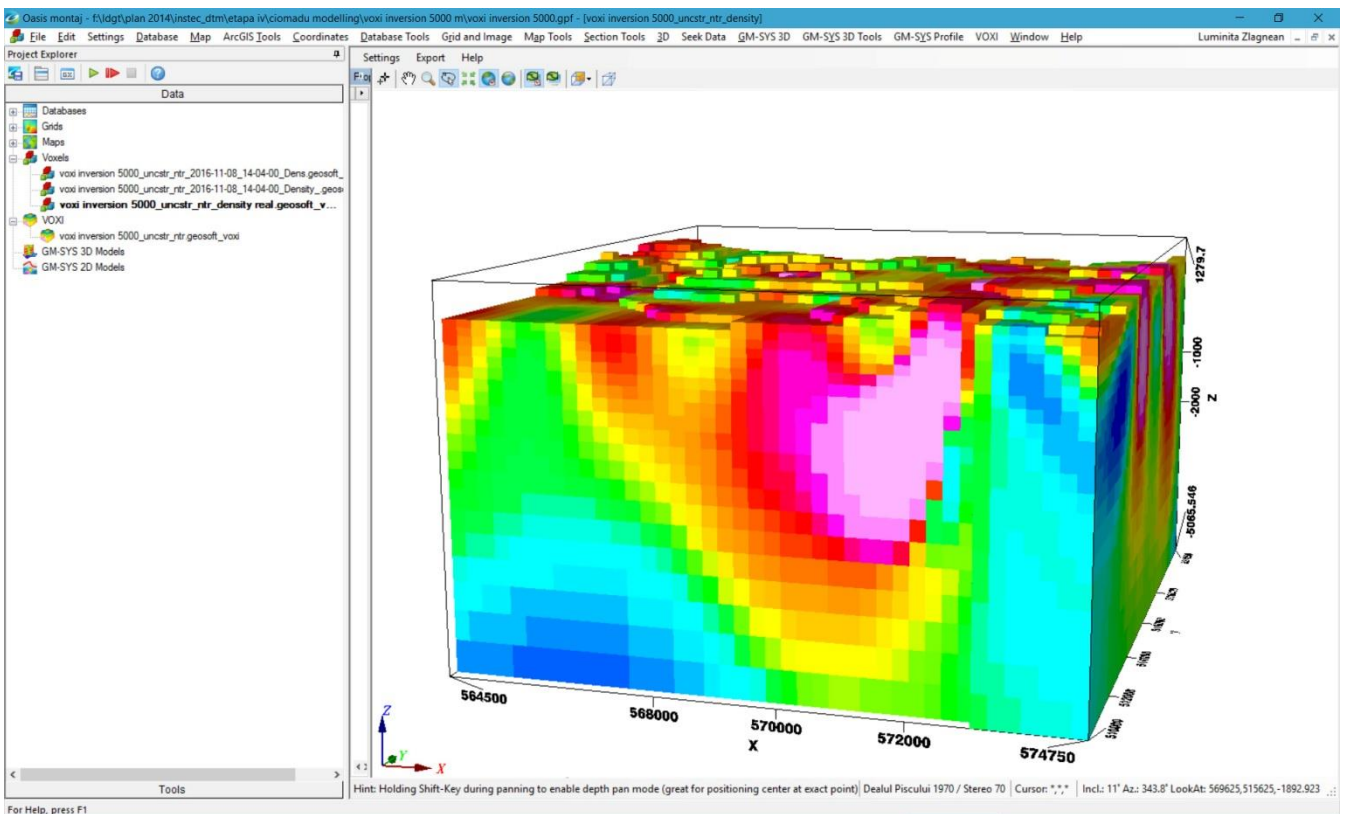 Oasis montaj - f:\ldgt\plan 2014\instec_dtm\etapa iv\ciomadu modelling\voxi inversion 5000 m\voxi inversion 5000.gpf - [voxi inversion 5000_uncstr_ntr_density]
File Edit Settings Database Map ArcGIS Tools Coordinates Database Tools Grid and Image Map Tools Section Tools 3D Seek Data GM-SYS 3D GM-SYS 3D Tools GM-SYS Profile VOXI Window Help Luminita Zlagnean
Project Explorer
Settings Export Help
Data
Databases
Grids
Maps
Voxels
voxi inversion 5000_uncstr_ntr_2016-11-08_14-04-00_Dens.geosoft_
voxi inversion 5000_uncstr_ntr_2016-11-08_14-04-00_Density_.geos
voxi inversion 5000_uncstr_ntr_density real.geosoft_v...
VOXI
voxi inversion 5000_uncstr_ntr.geosoft_voxi
GM-SYS 3D Models
GM-SYS 2D Models
1279.7
-1000
-2000
Z
-5065.546
564500
568000
570000
572000
574750
X
Z
Y
X
Tools
Hint: Holding Shift-Key during panning to enable depth pan mode (great for positioning center at exact point) Dealul Piscului 1970 / Stereo 70 Cursor: *,*,* Incl.: 11° Az.: 343.8° LookAt: 569625,515625,-1892.923
For Help, press F1